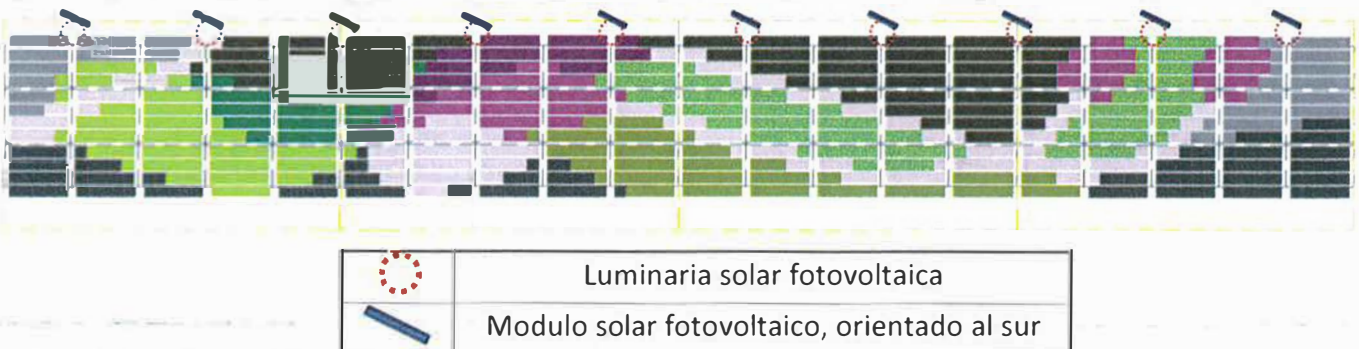 Luminaria solar fotovoltaica
Modulo solar fotovoltaico, orientado al sur